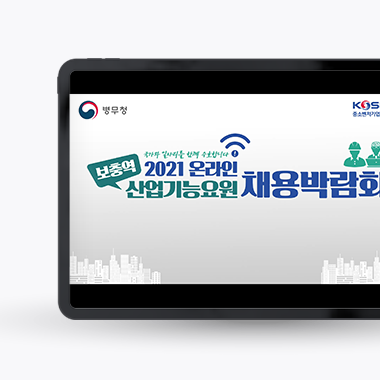 병무청
KOS
중소벤처기업
국가와 일자리를 함께 수호합니다
보충역
2021 온라인
산업기능요원
채용박람회